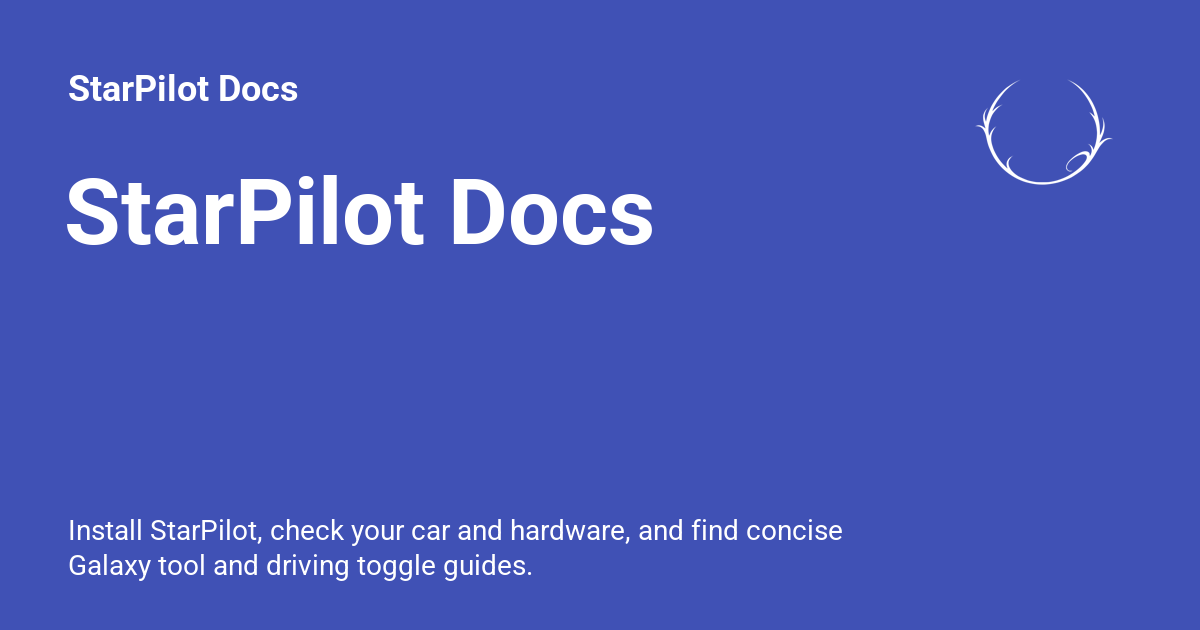 StarPilot Docs
StarPilot Docs
Install StarPilot, check your car and hardware, and find concise
Galaxy tool and driving toggle guides.